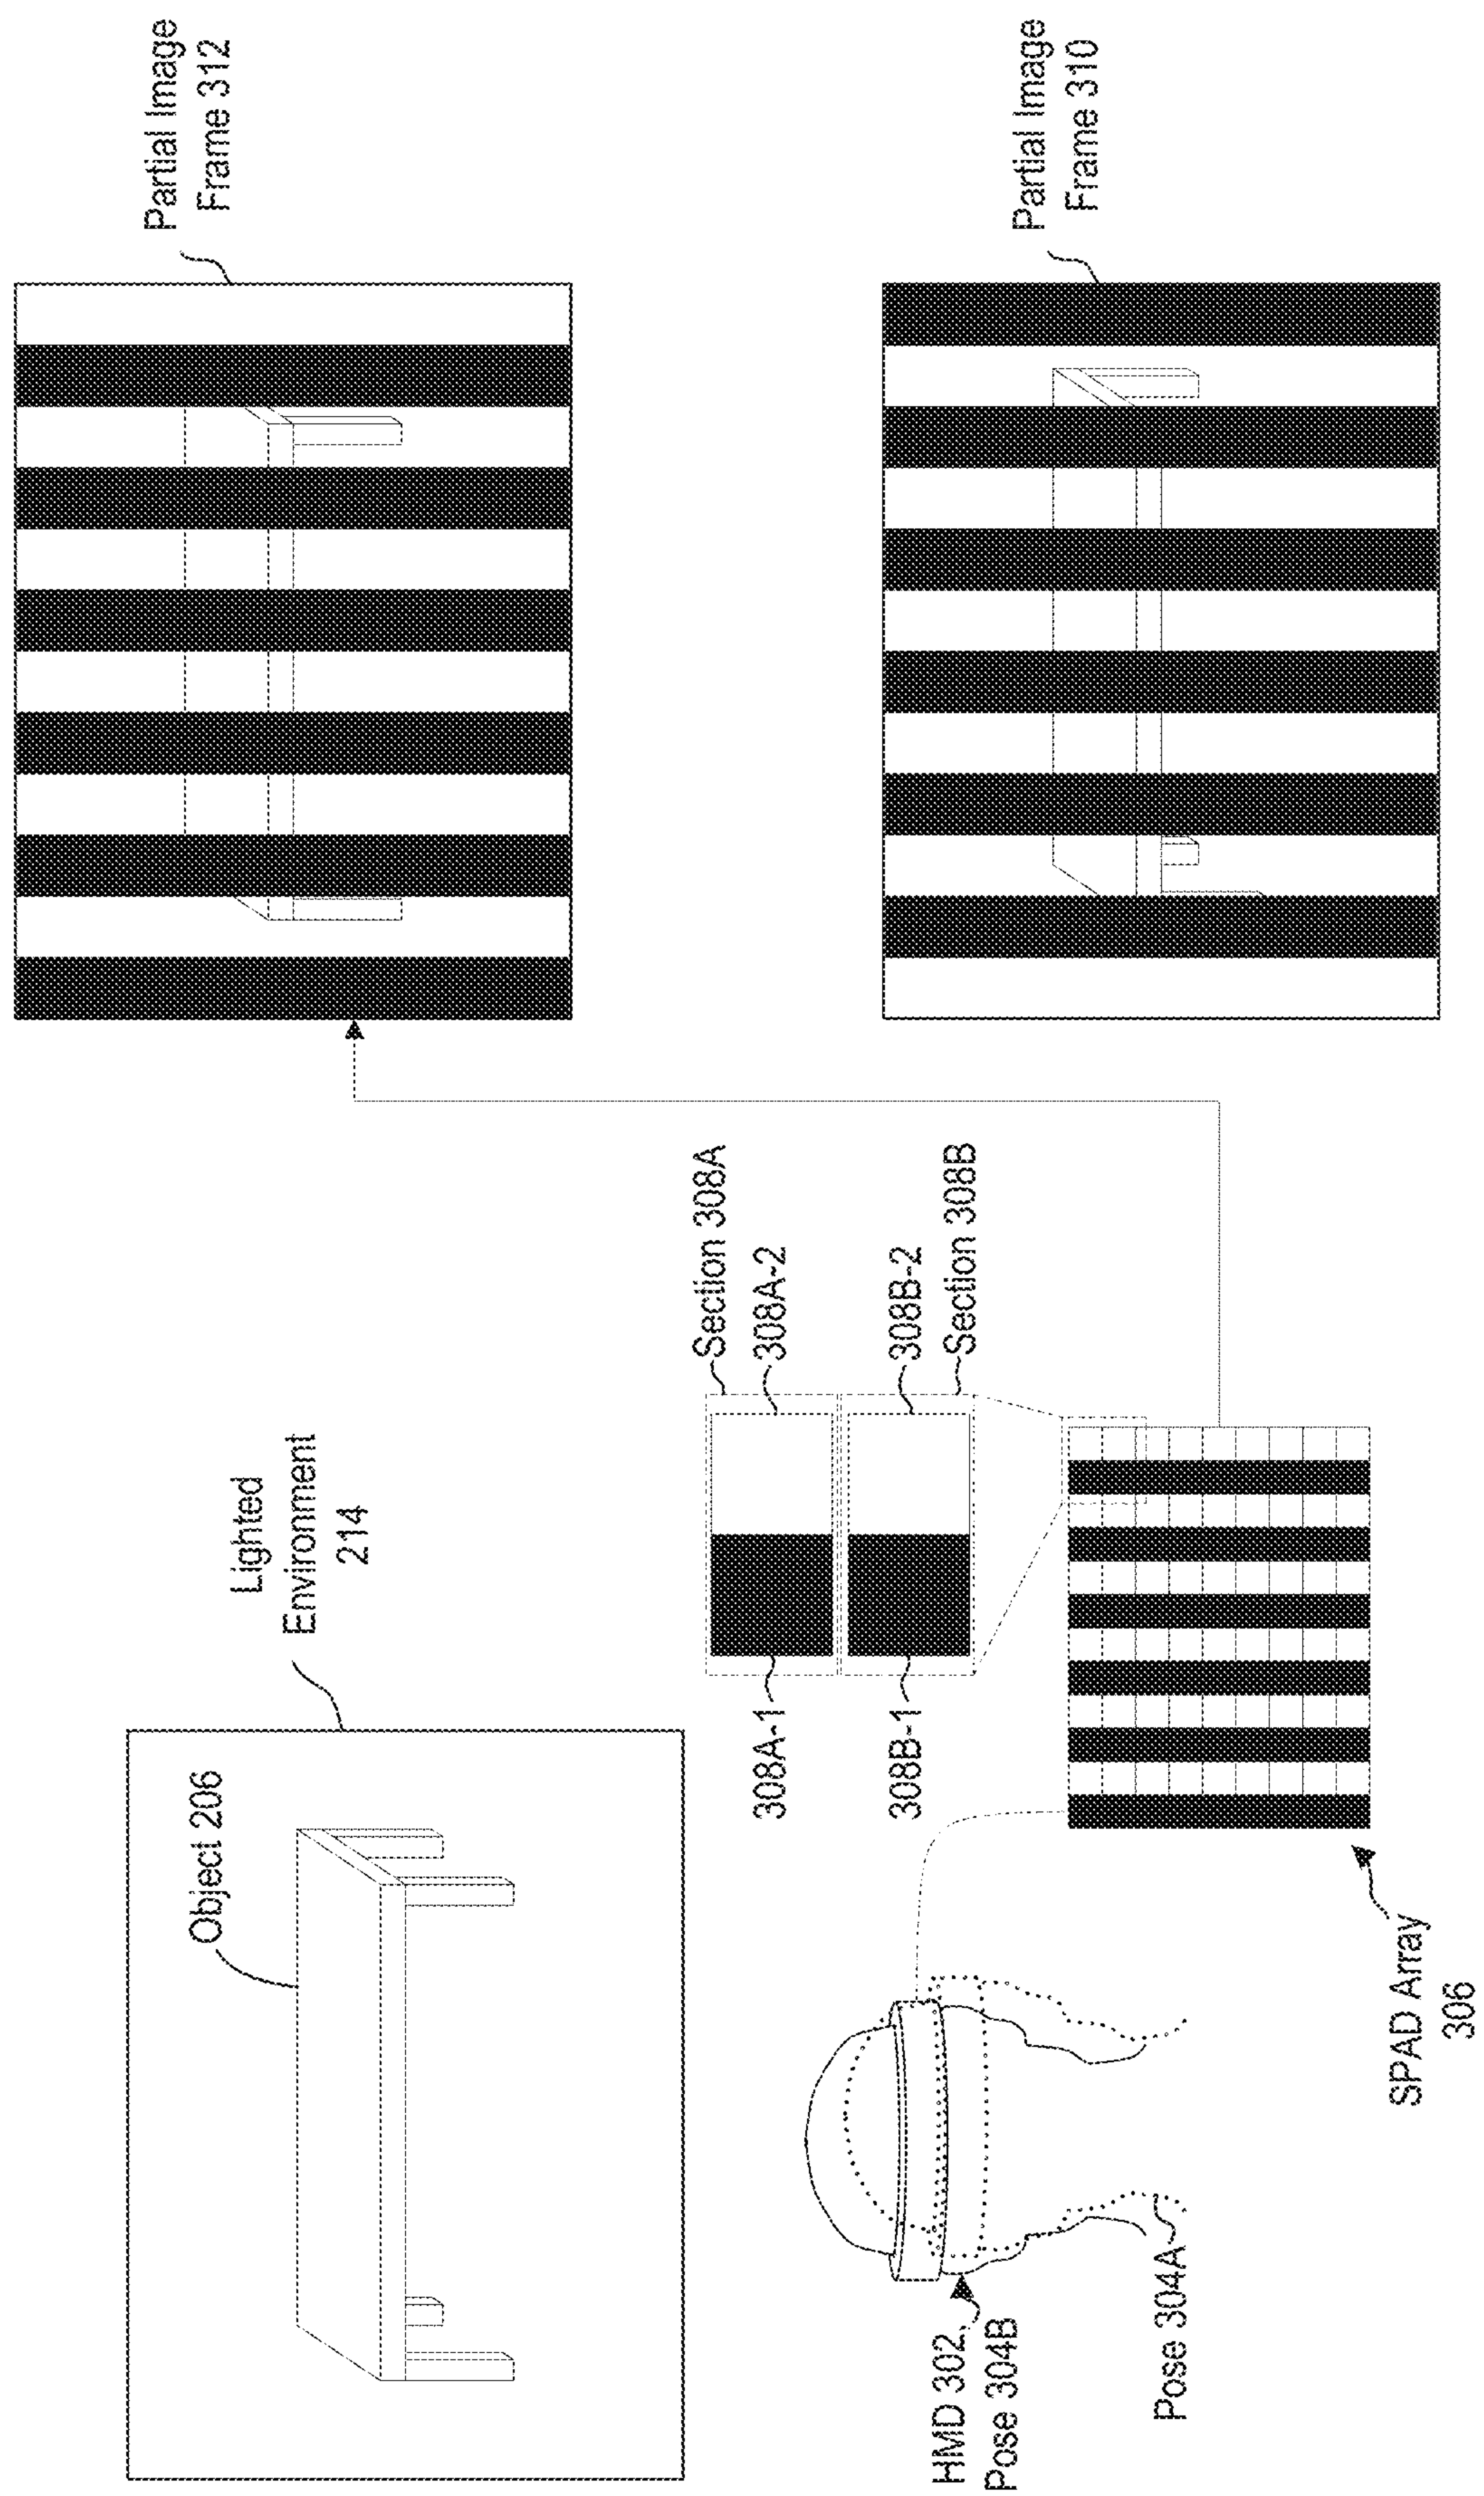 Lighted
Environment
214
Object 206
Partial Image
Frame 312
Section 308A
308A-2
308A-1
308B-2
308B-1
Section 308B
HMD 302,
Pose 304B
Pose 304A
SPAD Array
306
Partial Image
Frame 310